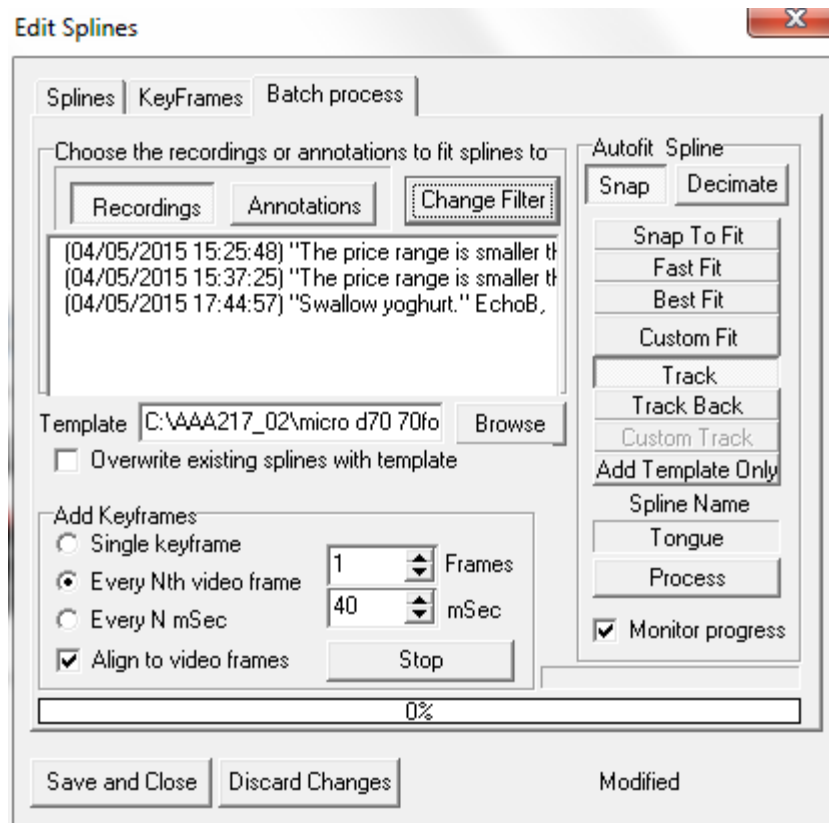 Edit Splines
Splines KeyFrames Batch process
Choose the recordings or annotations to fit splines to
Recordings Annotations Change Filter
(04/05/2015 15:25:48) "The price range is smaller th
(04/05/2015 15:37:25) "The price range is smaller th
(04/05/2015 17:44:57) "Swallow yoghurt." EchoB,
Template C:\AAA217_02\micro d70 70fo Browse
Overwrite existing splines with template
Add Keyframes
Single keyframe
Every Nth video frame
Every N mSec
Align to video frames
1 Frames
40 mSec
Stop
0%
Autofit Spline
Snap Decimate
Snap To Fit
Fast Fit
Best Fit
Custom Fit
Track
Track Back
Custom Track
Add Template Only
Spline Name
Tongue
Process
Monitor progress
Save and Close Discard Changes Modified